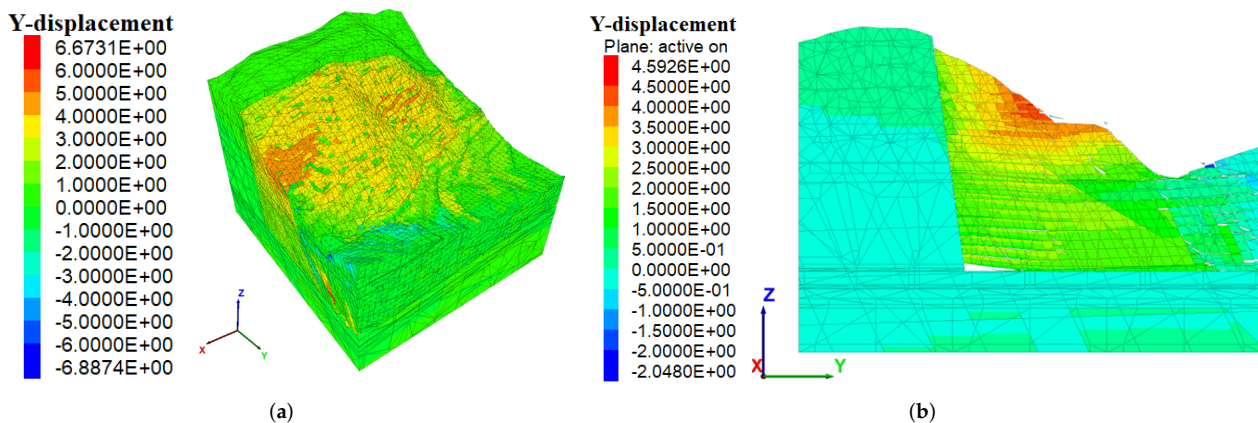 Y-displacement
6.6731E+00
6.0000E+00
5.0000E+00
4.0000E+00
3.0000E+00
2.0000E+00
1.0000E+00
0.0000E+00
-1.0000E+00
-2.0000E+00
-3.0000E+00
-4.0000E+00
-5.0000E+00
-6.0000E+00
-6.8874E+00
Z
X
Y
(a)
Y-displacement
Plane: active on
4.5926E+00
4.5000E+00
4.0000E+00
3.5000E+00
3.0000E+00
2.5000E+00
2.0000E+00
1.5000E+00
1.0000E+00
5.0000E-01
0.0000E+00
-5.0000E-01
-1.0000E+00
-1.5000E+00
-2.0000E+00
-2.0480E+00
Z
X
Y
(b)